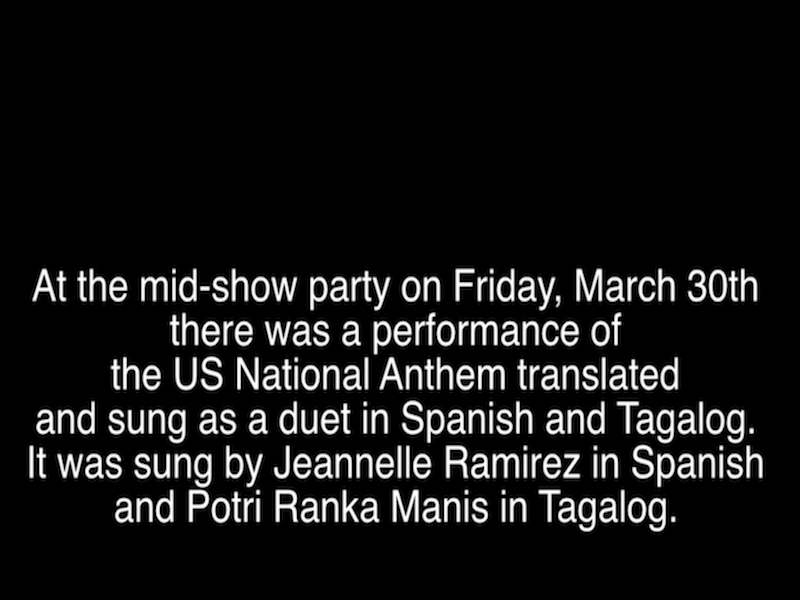 At the mid-show party on Friday, March 30th
there was a performance of
the US National Anthem translated
and sung as a duet in Spanish and Tagalog.
It was sung by Jeannelle Ramirez in Spanish
and Potri Ranka Manis in Tagalog.